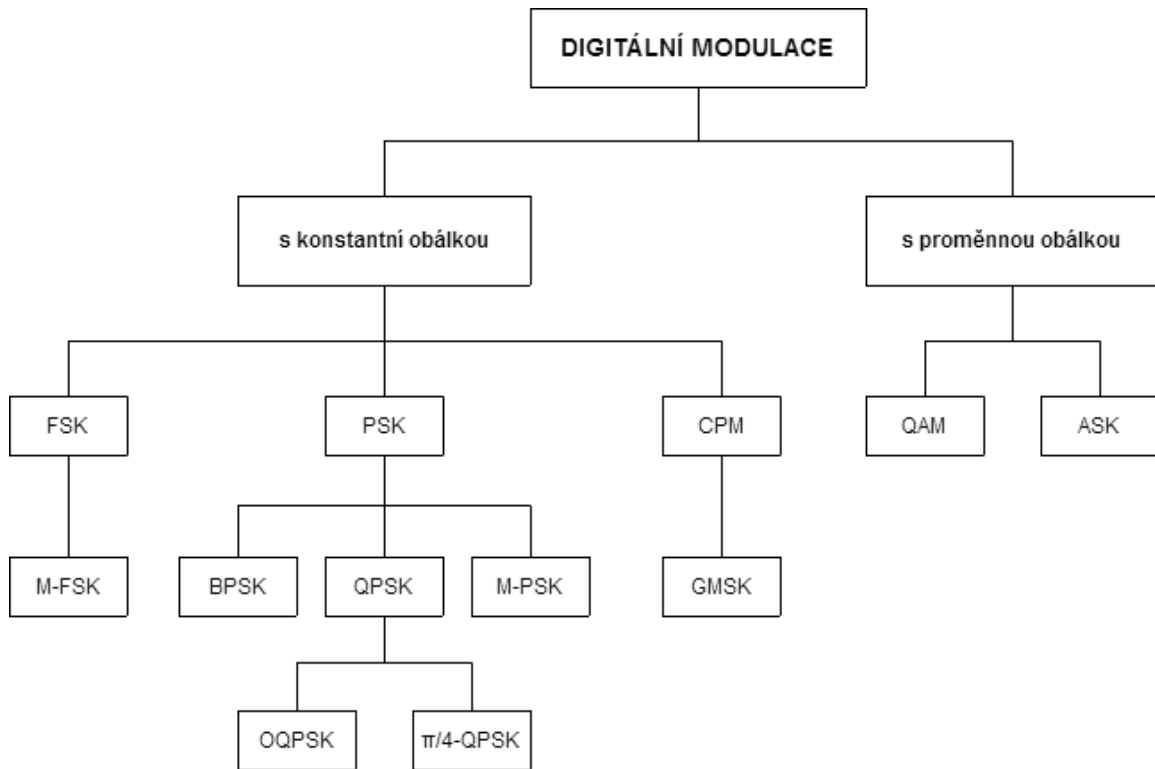 DIGITÁLNÍ MODULACE
s konstantní obálkou
s proměnnou obálkou
FSK
PSK
CPM
QAM
ASK
M-FSK
BPSK
QPSK
M-PSK
GMSK
OQPSK
π/4-QPSK